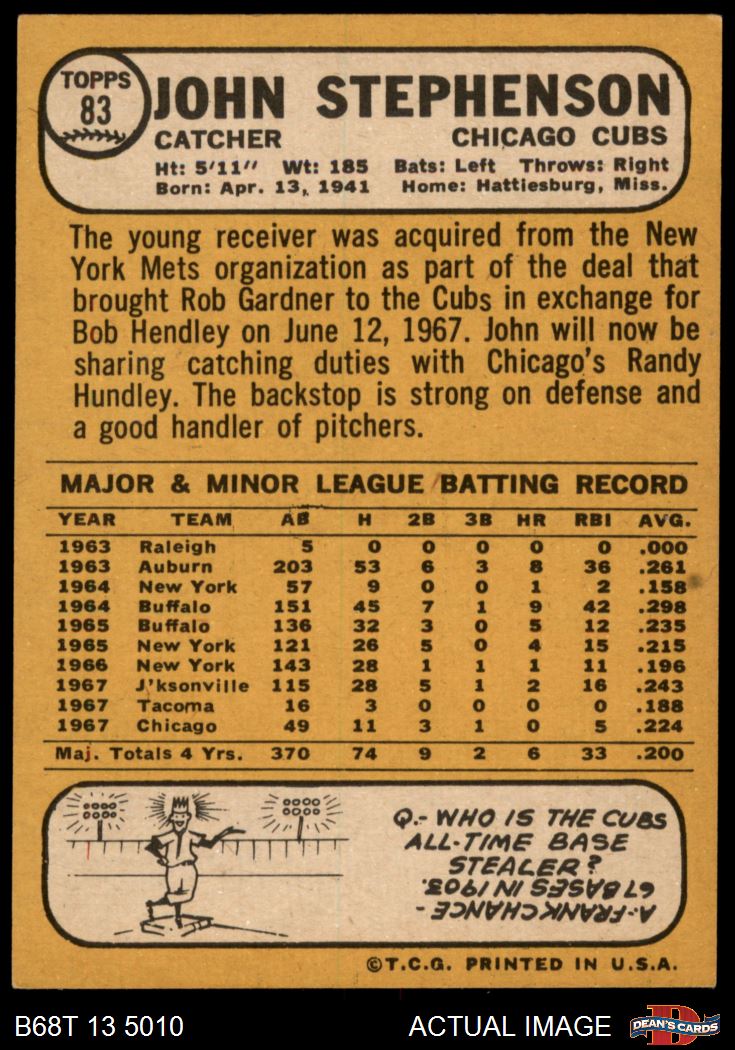 TOPPS
83
JOHN STEPHENSON
CATCHER CHICAGO CUBS
Ht: 5'11" Wt: 185 Bats: Left Throws: Right
Born: Apr. 13, 1941 Home: Hattiesburg, Miss.
The young receiver was acquired from the New
York Mets organization as part of the deal that
brought Rob Gardner to the Cubs in exchange for
Bob Hendley on June 12, 1967. John will now be
sharing catching duties with Chicago's Randy
Hundley. The backstop is strong on defense and
a good handler of pitchers.
MAJOR & MINOR LEAGUE BATTING RECORD
YEAR TEAM AB H 2B 3B HR RBI AVG.
1963 Raleigh 5 0 0 0 0 0 .000
1963 Auburn 203 53 6 3 8 36 .261
1964 New York 57 9 0 0 1 2 .158
1964 Buffalo 151 45 7 1 9 42 .298
1965 Buffalo 136 32 3 0 5 12 .235
1965 New York 121 26 5 0 4 15 .215
1966 New York 143 28 1 1 1 11 .196
1967 J'ksonville 115 28 5 1 2 16 .243
1967 Tacoma 16 3 0 0 0 0 .188
1967 Chicago 49 11 3 1 0 5 .224
Maj. Totals 4 Yrs. 370 74 9 2 6 33 .200
Q.- WHO IS THE CUBS
ALL-TIME BASE
STEALER?
A.-FRANK CHANCE -
67 BASES IN 1903.
©T.C.G. PRINTED IN U.S.A.
B68T 13 5010 ACTUAL IMAGE
D
DEAN'S CARDS